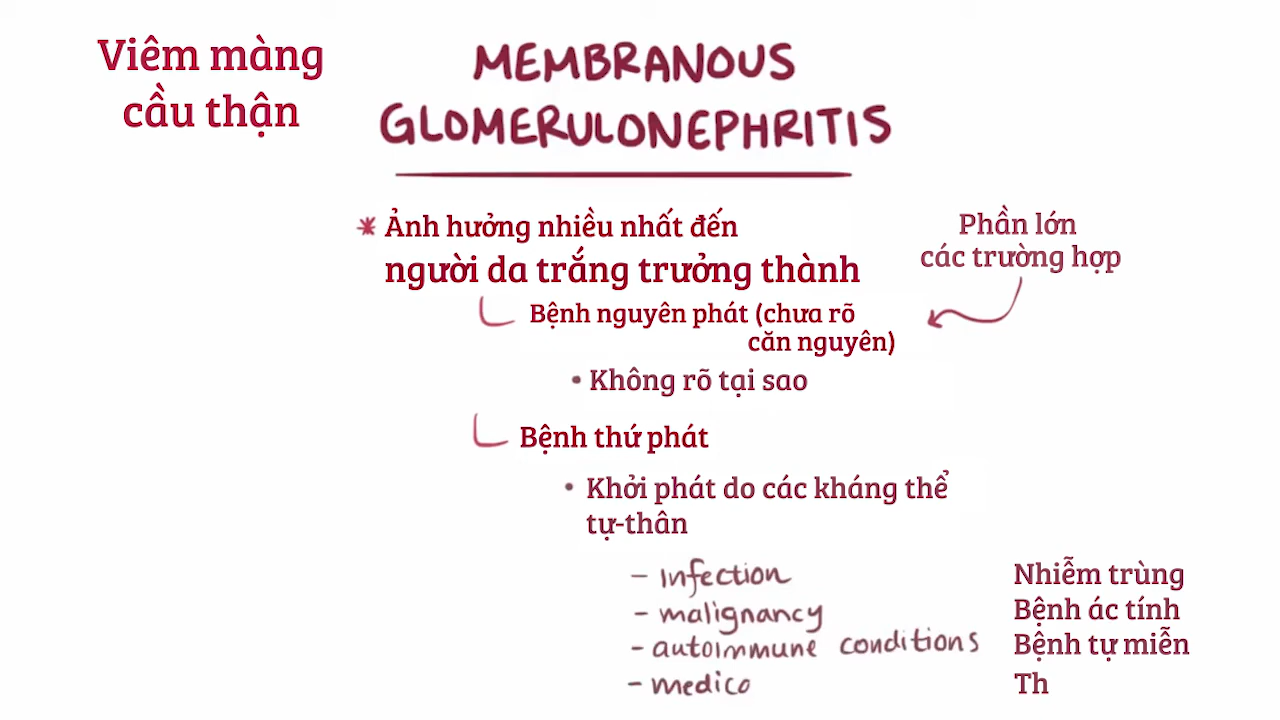 Viêm màng
cầu thận
MEMBRANOUS
GLOMERULONEPHRITIS
Ảnh hưởng nhiều nhất đến
người da trắng trưởng thành
Phần lớn
các trường hợp
Bệnh nguyên phát (chưa rõ
căn nguyên)
• Không rõ tại sao
Bệnh thứ phát
• Khởi phát do các kháng thể
tự-thân
- infection Nhiễm trùng
- malignancy Bệnh ác tính
- autoimmune conditions Bệnh tự miễn
- medico Th